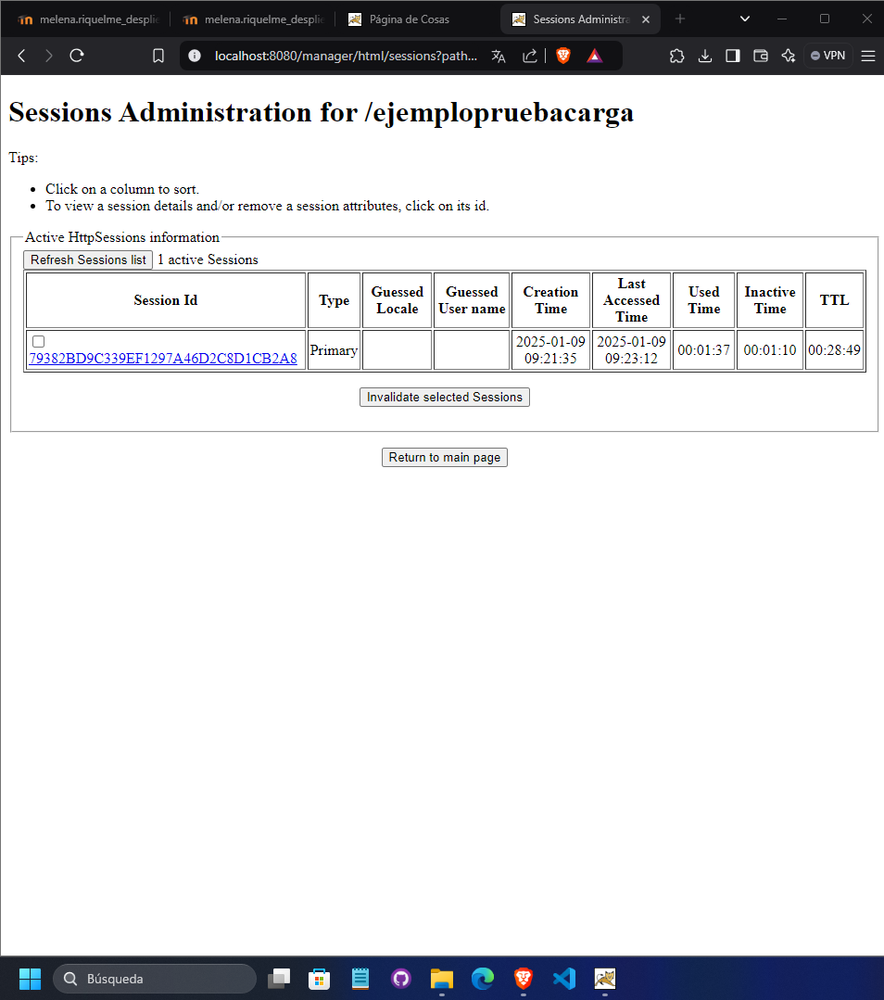 melena.riquelme_desplie
melena.riquelme_desplie
Página de Cosas
Sessions Administra
localhost:8080/manager/html/sessions?path...
VPN
Sessions Administration for /ejemplopruebacarga
Tips:
Click on a column to sort.
To view a session details and/or remove a session attributes, click on its id.
Active HttpSessions information
Refresh Sessions list 1 active Sessions
Session Id Type Guessed Locale Guessed User name Creation Time Last Accessed Time Used Time Inactive Time TTL
79382BD9C339EF1297A46D2C8D1CB2A8 Primary 2025-01-09 09:21:35 2025-01-09 09:23:12 00:01:37 00:01:10 00:28:49
Invalidate selected Sessions
Return to main page
Búsqueda